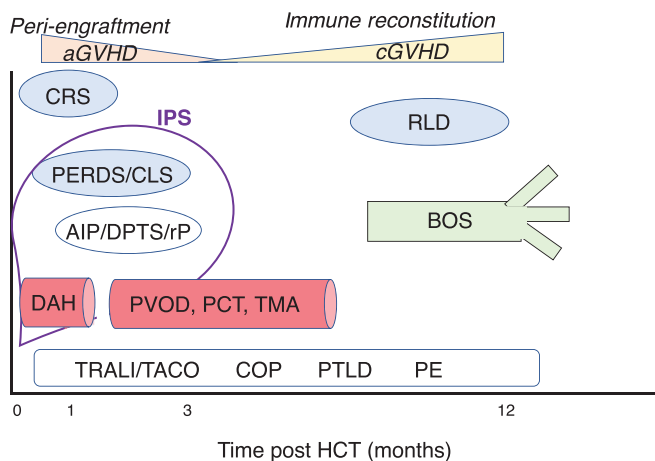 Peri-engraftment
Immune reconstitution
aGVHD
cGVHD
CRS
IPS
RLD
PERDS/CLS
AIP/DPTS/rP
BOS
DAH
PVOD, PCT, TMA
TRALI/TACO COP PTLD PE
0 1 3 12
Time post HCT (months)